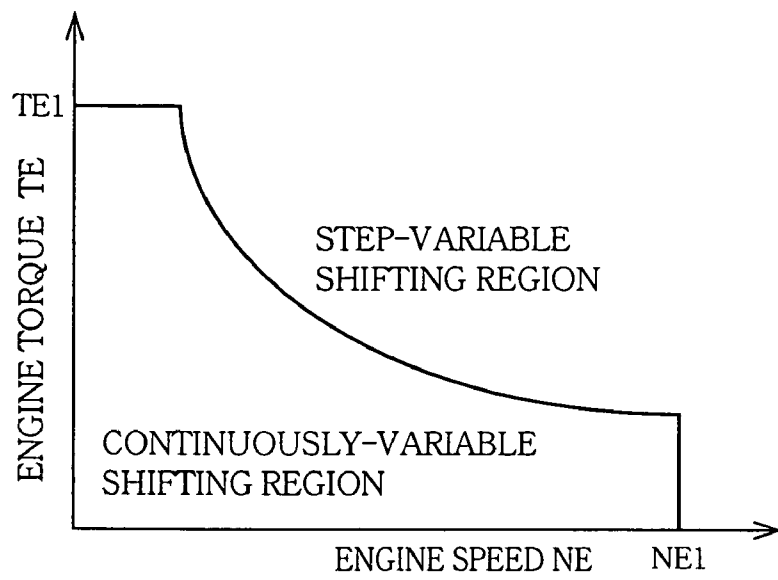 TE1
ENGINE TORQUE TE
STEP-VARIABLE
SHIFTING REGION
CONTINUOUSLY-VARIABLE
SHIFTING REGION
ENGINE SPEED NE
NE1